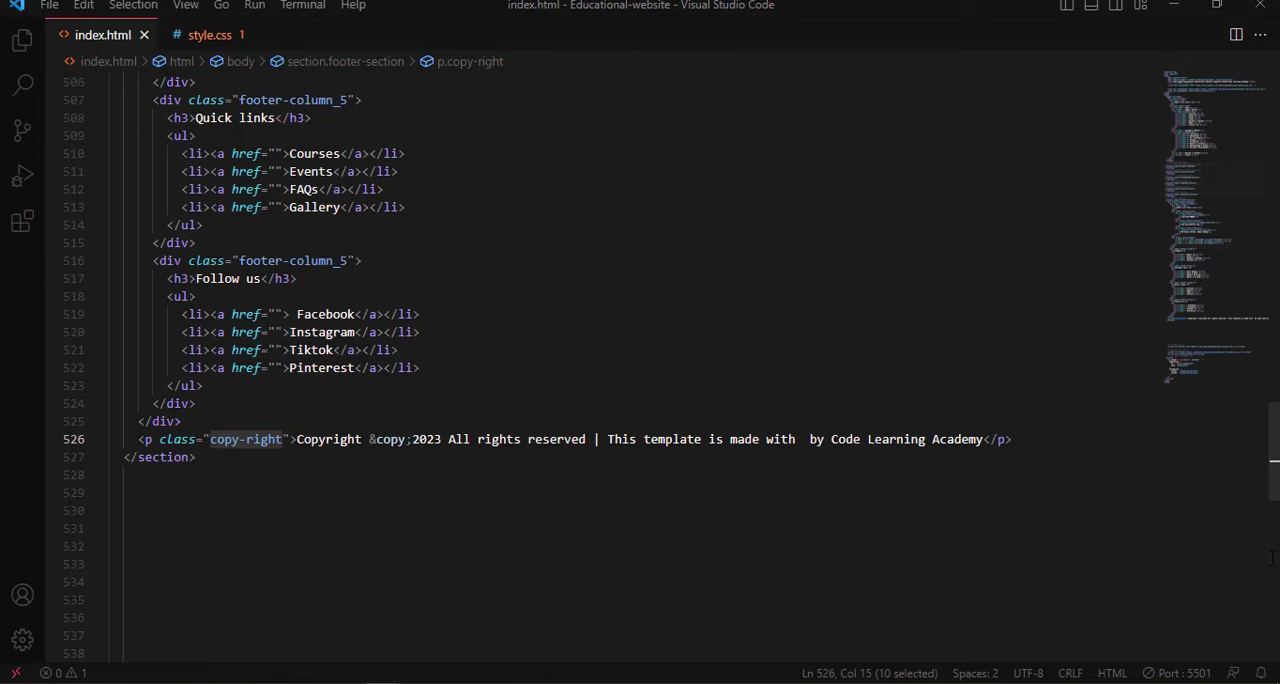 File Edit Selection View Go Run Terminal Help index.html - Educational-website - Visual Studio Code
<> index.html × # style.css 1
<> index.html > html > body > section.footer-section > p.copy-right
506 </div>
507 <div class="footer-column_5">
508 <h3>Quick links</h3>
509 <ul>
510 <li><a href="">Courses</a></li>
511 <li><a href="">Events</a></li>
512 <li><a href="">FAQs</a></li>
513 <li><a href="">Gallery</a></li>
514 </ul>
515 </div>
516 <div class="footer-column_5">
517 <h3>Follow us</h3>
518 <ul>
519 <li><a href=""> Facebook</a></li>
520 <li><a href="">Instagram</a></li>
521 <li><a href="">Tiktok</a></li>
522 <li><a href="">Pinterest</a></li>
523 </ul>
524 </div>
525 </div>
526 <p class="copy-right">Copyright &copy;2023 All rights reserved | This template is made with  by Code Learning Academy</p>
527 </section>
528
529
530
531
532
533
534
535
536
537
538
0 1 Ln 526, Col 15 (10 selected) Spaces: 2 UTF-8 CRLF HTML Port : 5501